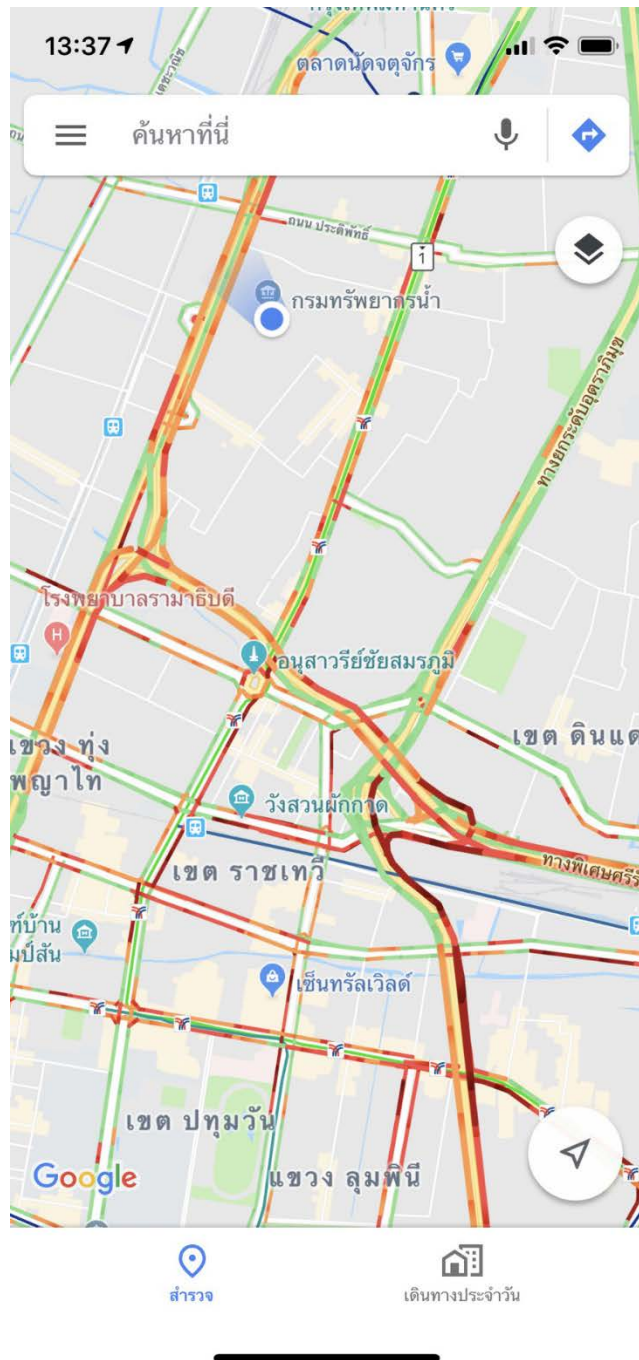 13:37
ตลาดนัดจตุจักร
ค้นหาที่นี่
ถนน ประดิพัทธ์
1
กรมทรัพยากรน้ำ
ทางยกระดับอุตราภิมุข
โรงพยาบาลรามาธิบดี
H
อนุสาวรีย์ชัยสมรภูมิ
แขวง ทุ่ง
พญาไท
เขต ดินแด
วังสวนผักกาด
เขต ราชเทวี
ทางพิเศษศรีร
เซ็นทรัลเวิลด์
เขต ปทุมวัน
Google
แขวง ลุมพินี
สำรวจ
เดินทางประจำวัน